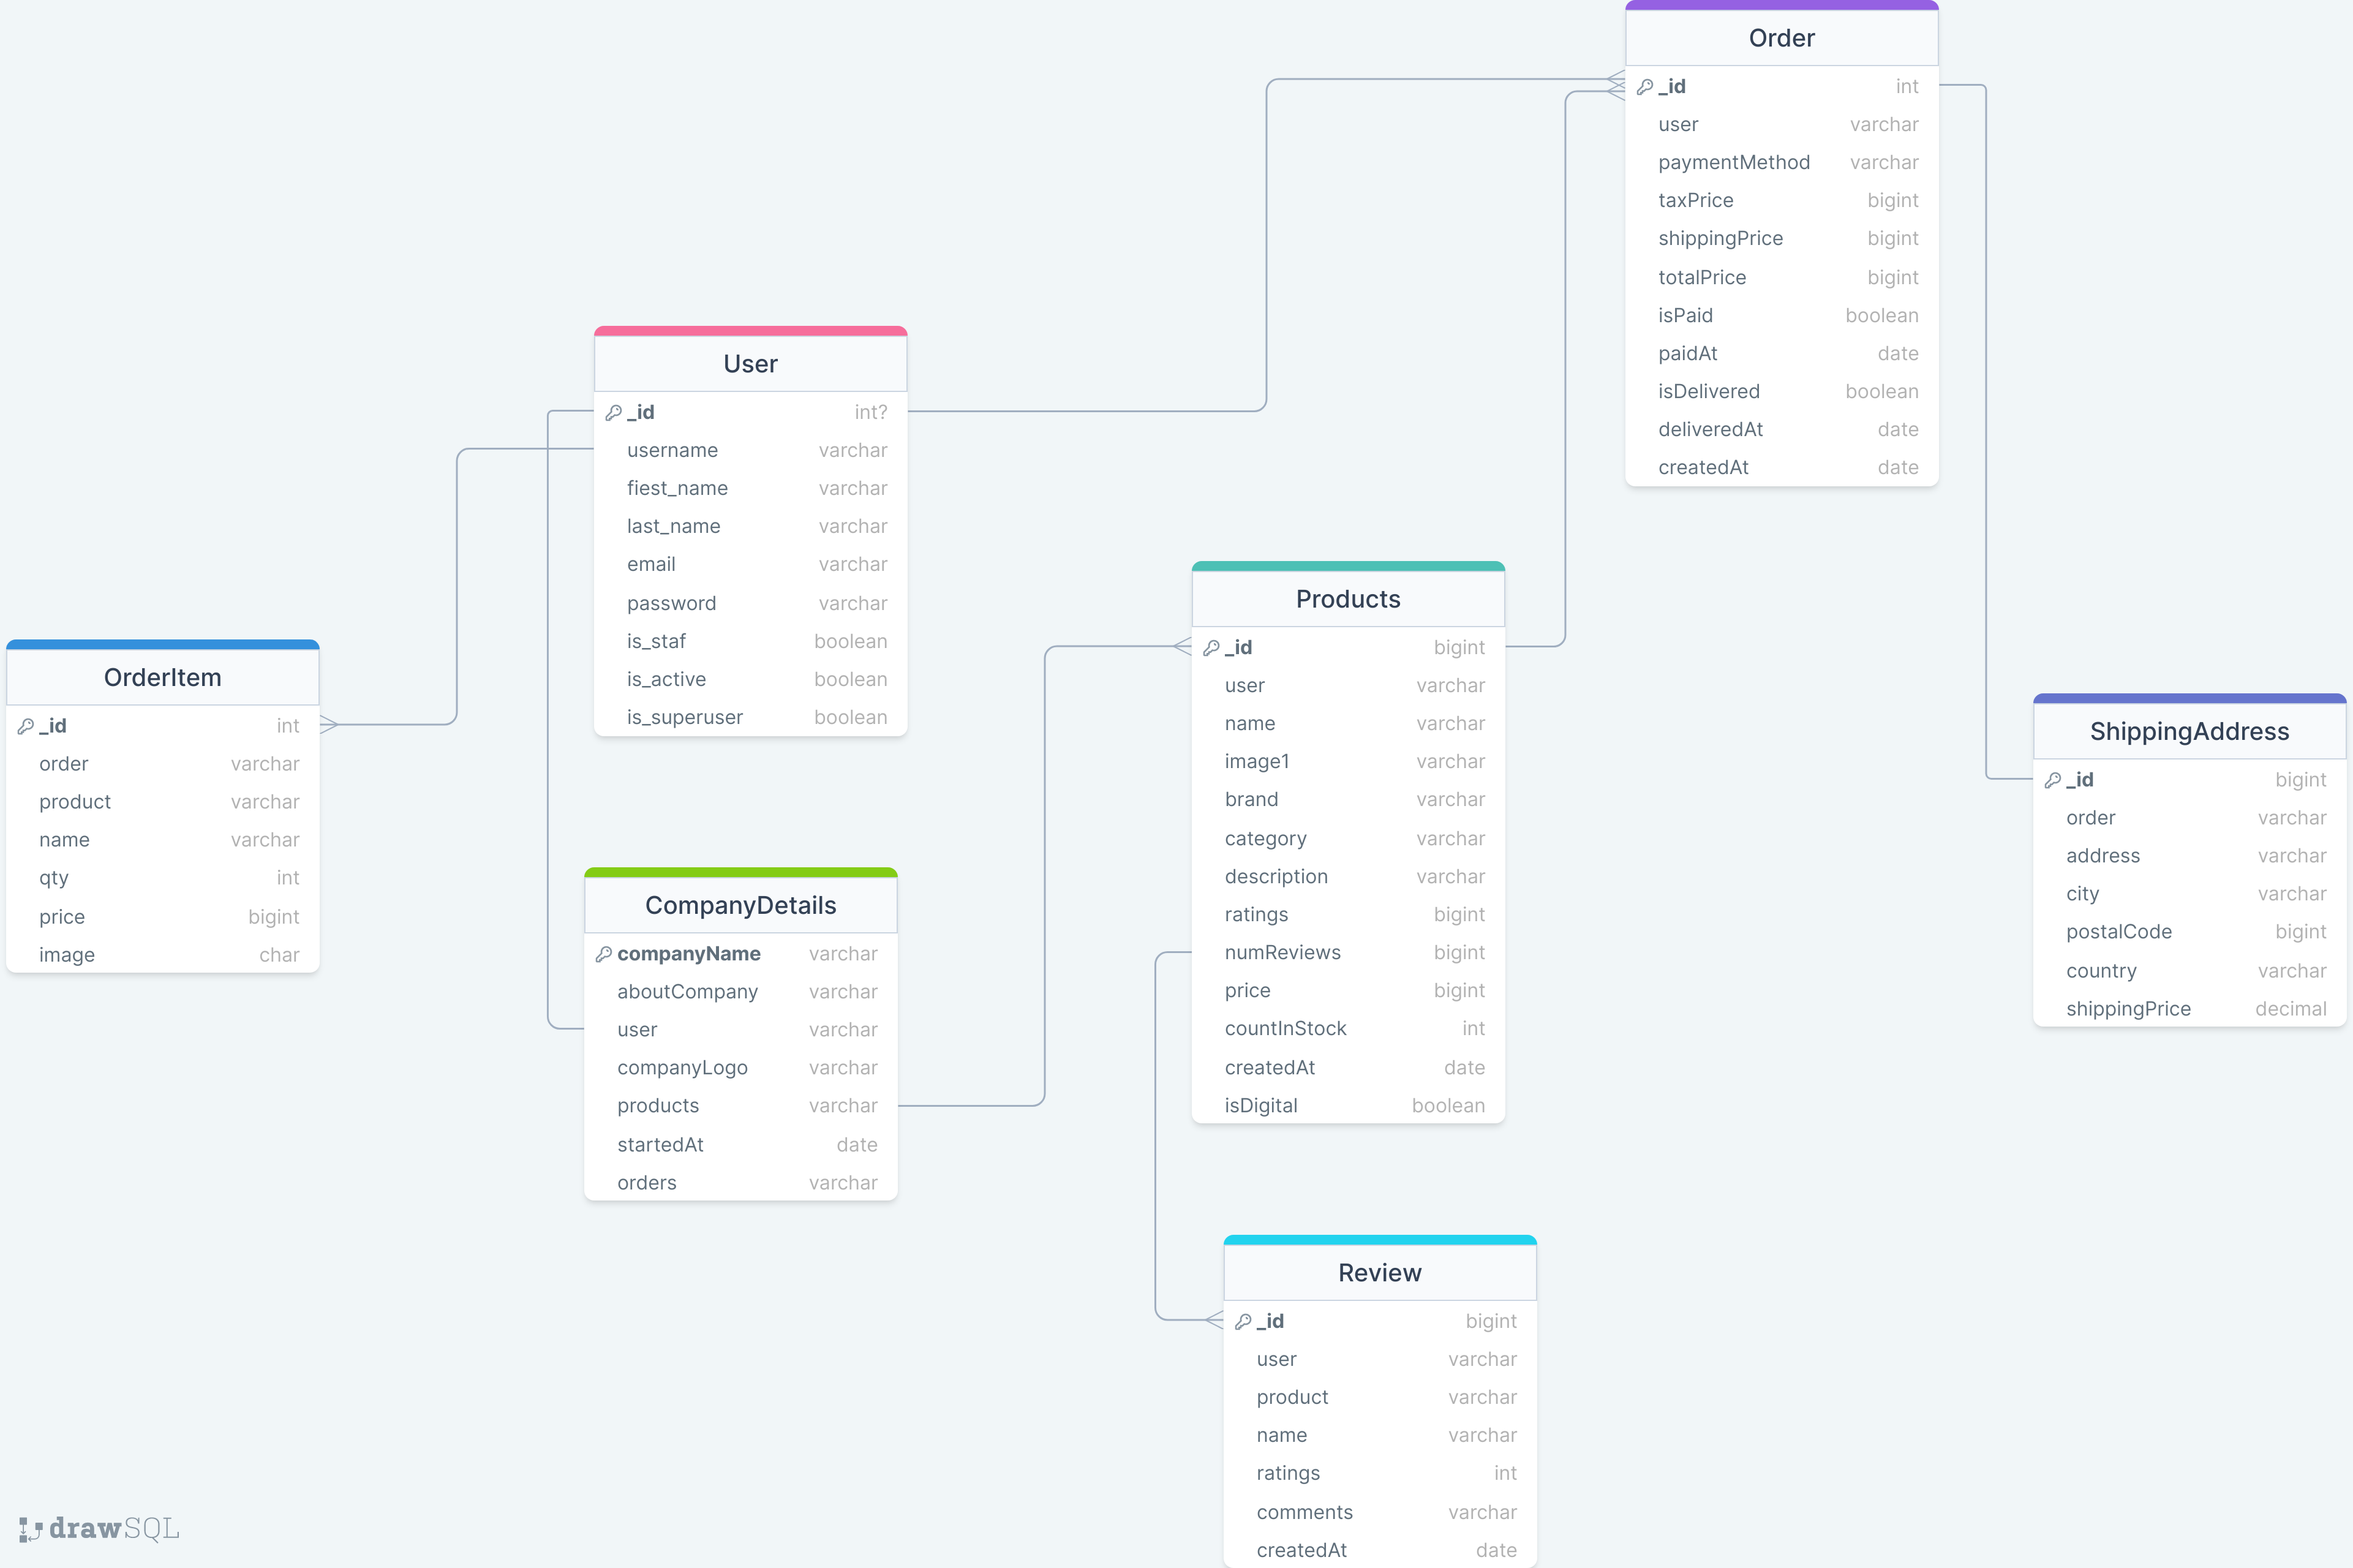 Order
_id int
user varchar
paymentMethod varchar
taxPrice bigint
shippingPrice bigint
totalPrice bigint
isPaid boolean
paidAt date
isDelivered boolean
deliveredAt date
createdAt date
User
_id int?
username varchar
fiest_name varchar
last_name varchar
email varchar
password varchar
is_staf boolean
is_active boolean
is_superuser boolean
Products
_id bigint
user varchar
name varchar
image1 varchar
brand varchar
category varchar
description varchar
ratings bigint
numReviews bigint
price bigint
countInStock int
createdAt date
isDigital boolean
OrderItem
_id int
order varchar
product varchar
name varchar
qty int
price bigint
image char
ShippingAddress
_id bigint
order varchar
address varchar
city varchar
postalCode bigint
country varchar
shippingPrice decimal
CompanyDetails
companyName varchar
aboutCompany varchar
user varchar
companyLogo varchar
products varchar
startedAt date
orders varchar
Review
_id bigint
user varchar
product varchar
name varchar
ratings int
comments varchar
createdAt date
drawSQL